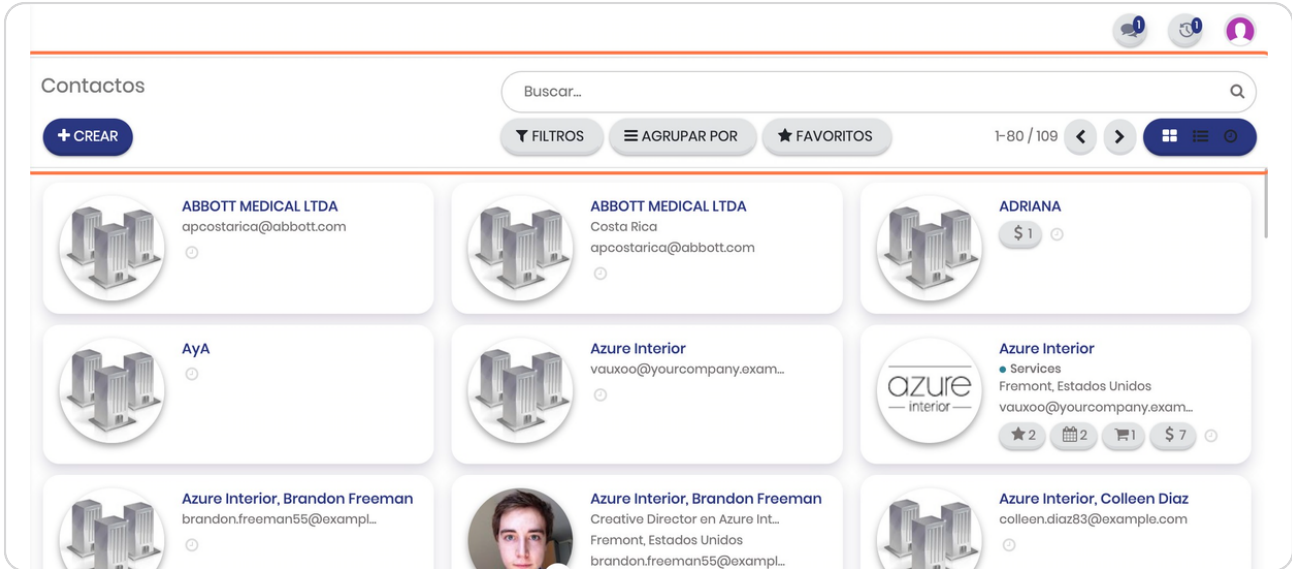 1
1
Contactos
Buscar...
+ CREAR
FILTROS
AGRUPAR POR
FAVORITOS
1-80 / 109
ABBOTT MEDICAL LTDA
apcostarica@abbott.com
ABBOTT MEDICAL LTDA
Costa Rica
apcostarica@abbott.com
ADRIANA
$ 1
AyA
Azure Interior
vauxoo@yourcompany.exam...
azure
interior
Azure Interior
Services
Fremont, Estados Unidos
vauxoo@yourcompany.exam...
2
2
1
$ 7
Azure Interior, Brandon Freeman
brandon.freeman55@exampl...
Azure Interior, Brandon Freeman
Creative Director en Azure Int...
Fremont, Estados Unidos
brandon.freeman55@exampl...
Azure Interior, Colleen Diaz
colleen.diaz83@example.com